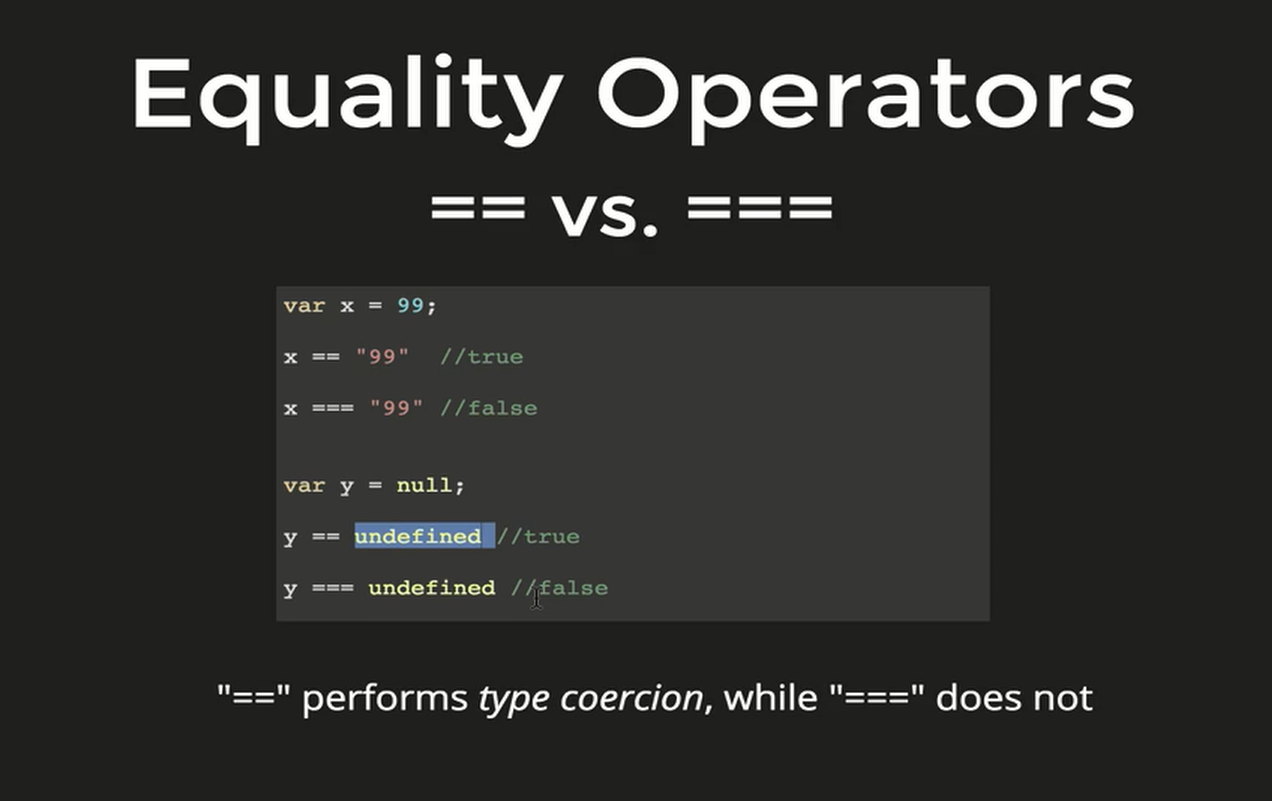 Equality Operators
== vs. ===
var x = 99;
x == "99" //true
x === "99" //false
var y = null;
y == undefined //true
y === undefined //false
"==" performs type coercion, while "===" does not